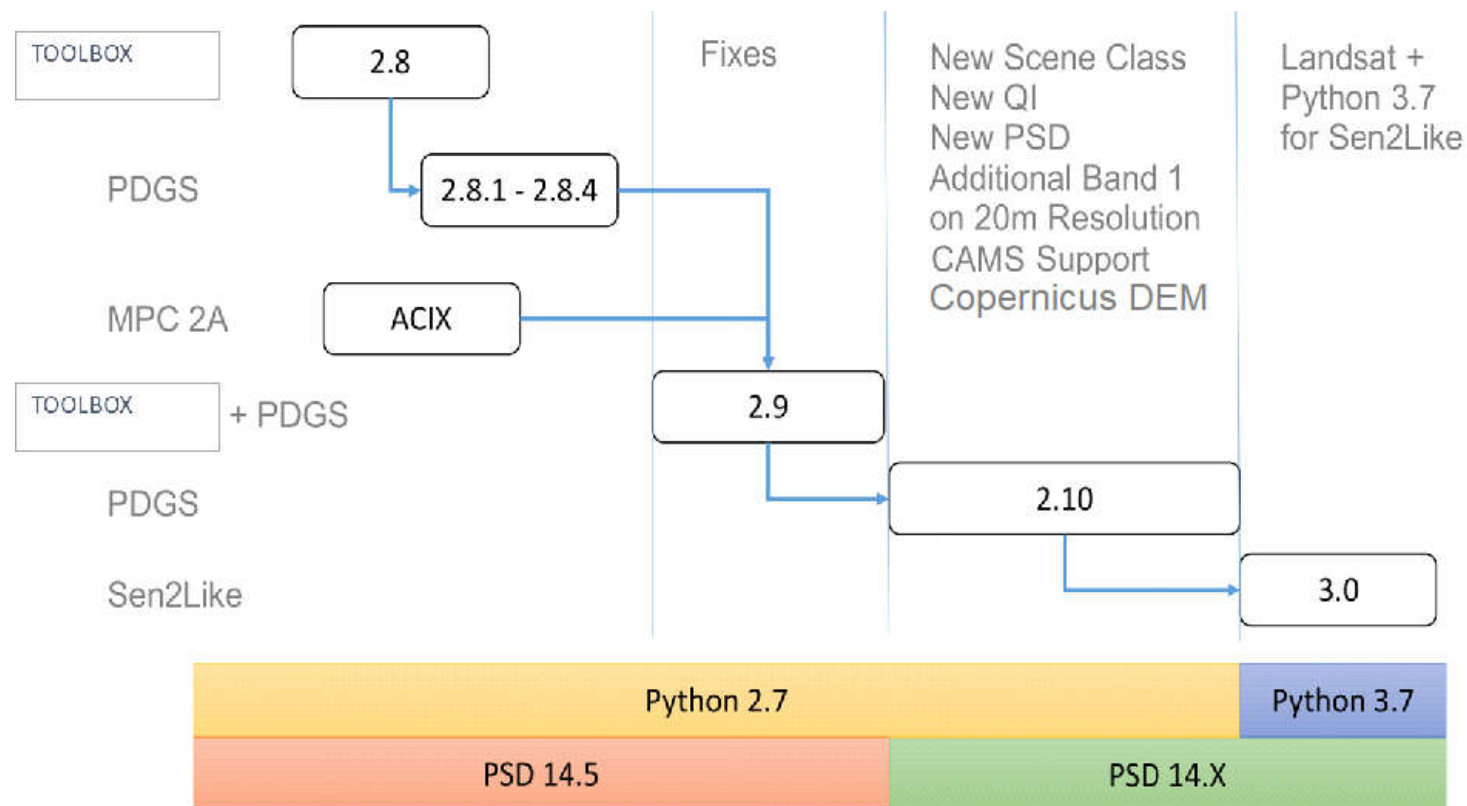 TOOLBOX
2.8
Fixes
New Scene Class
New QI
New PSD
Additional Band 1
on 20m Resolution
CAMS Support
Copernicus DEM
Landsat +
Python 3.7
for Sen2Like
PDGS
2.8.1 - 2.8.4
MPC 2A
ACIX
TOOLBOX
+ PDGS
2.9
PDGS
2.10
Sen2Like
3.0
Python 2.7
Python 3.7
PSD 14.5
PSD 14.X